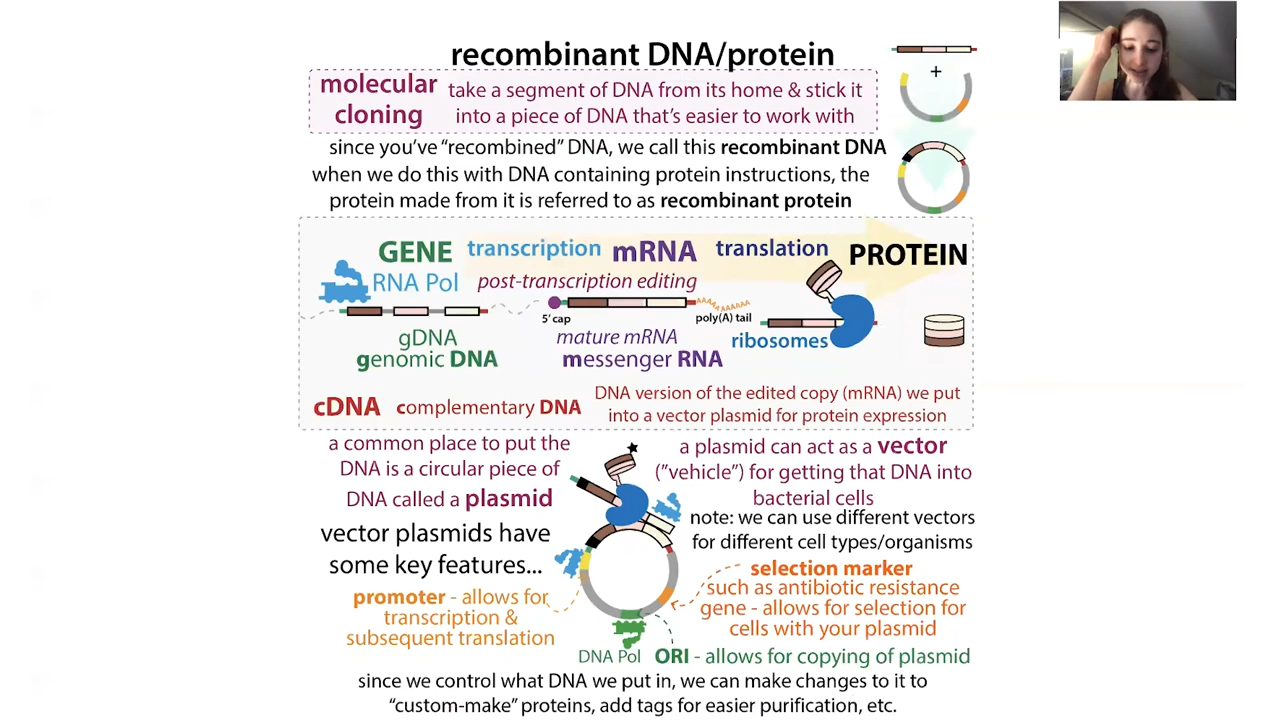 recombinant DNA/protein
molecular cloning
take a segment of DNA from its home & stick it
into a piece of DNA that's easier to work with
+
since you've “recombined” DNA, we call this recombinant DNA
when we do this with DNA containing protein instructions, the
protein made from it is referred to as recombinant protein
GENE transcription mRNA translation PROTEIN
RNA Pol post-transcription editing
5' cap
poly(A) tail
AAAAAAAAAAA
gDNA
genomic DNA
mature mRNA
messenger RNA
ribosomes
cDNA complementary DNA
DNA version of the edited copy (mRNA) we put
into a vector plasmid for protein expression
a common place to put the
DNA is a circular piece of
DNA called a plasmid
a plasmid can act as a vector
(”vehicle”) for getting that DNA into
bacterial cells
note: we can use different vectors
for different cell types/organisms
vector plasmids have
some key features...
promoter - allows for
transcription &
subsequent translation
selection marker
such as antibiotic resistance
gene - allows for selection for
cells with your plasmid
DNA Pol
ORI - allows for copying of plasmid
since we control what DNA we put in, we can make changes to it to
“custom-make” proteins, add tags for easier purification, etc.